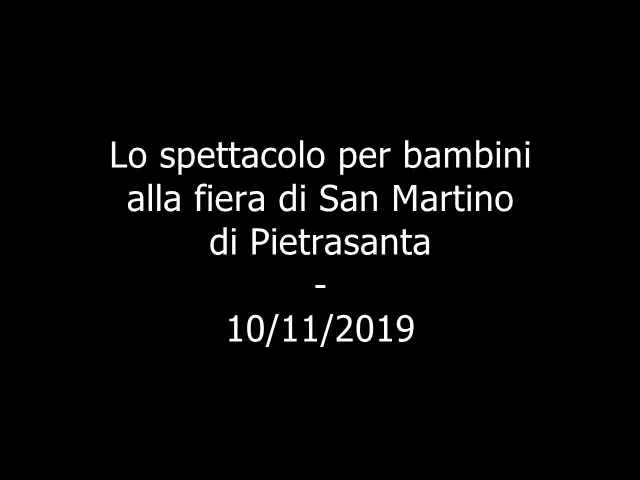 Lo spettacolo per bambini
alla fiera di San Martino
di Pietrasanta
-
10/11/2019